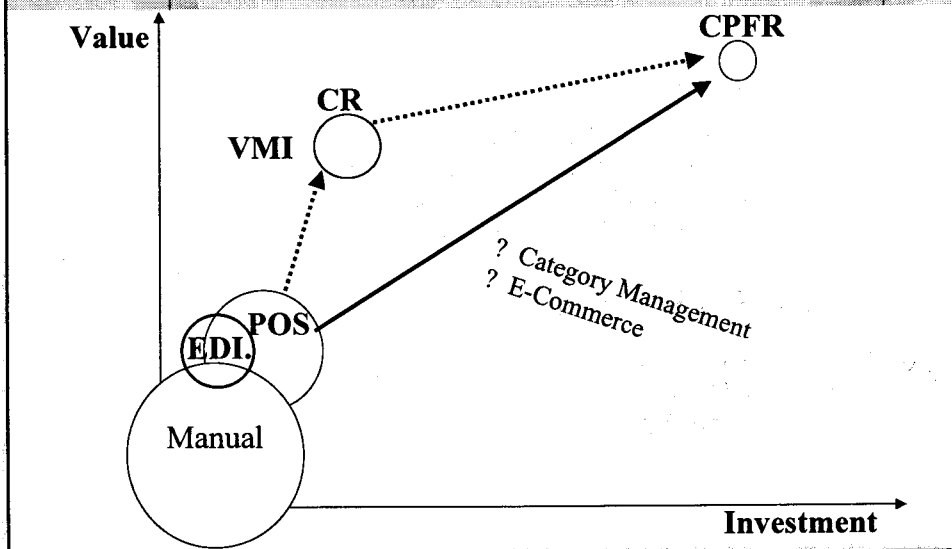 Value
CPFR
CR
VMI
? Category Management
? E-Commerce
POS
EDI.
Manual
Investment